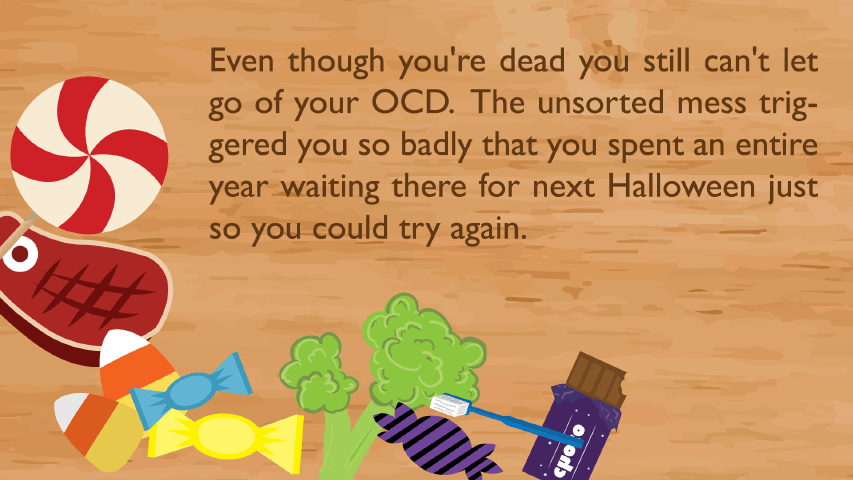 Even though you're dead you still can't let
go of your OCD. The unsorted mess trig-
gered you so badly that you spent an entire
year waiting there for next Halloween just
so you could try again.
choco